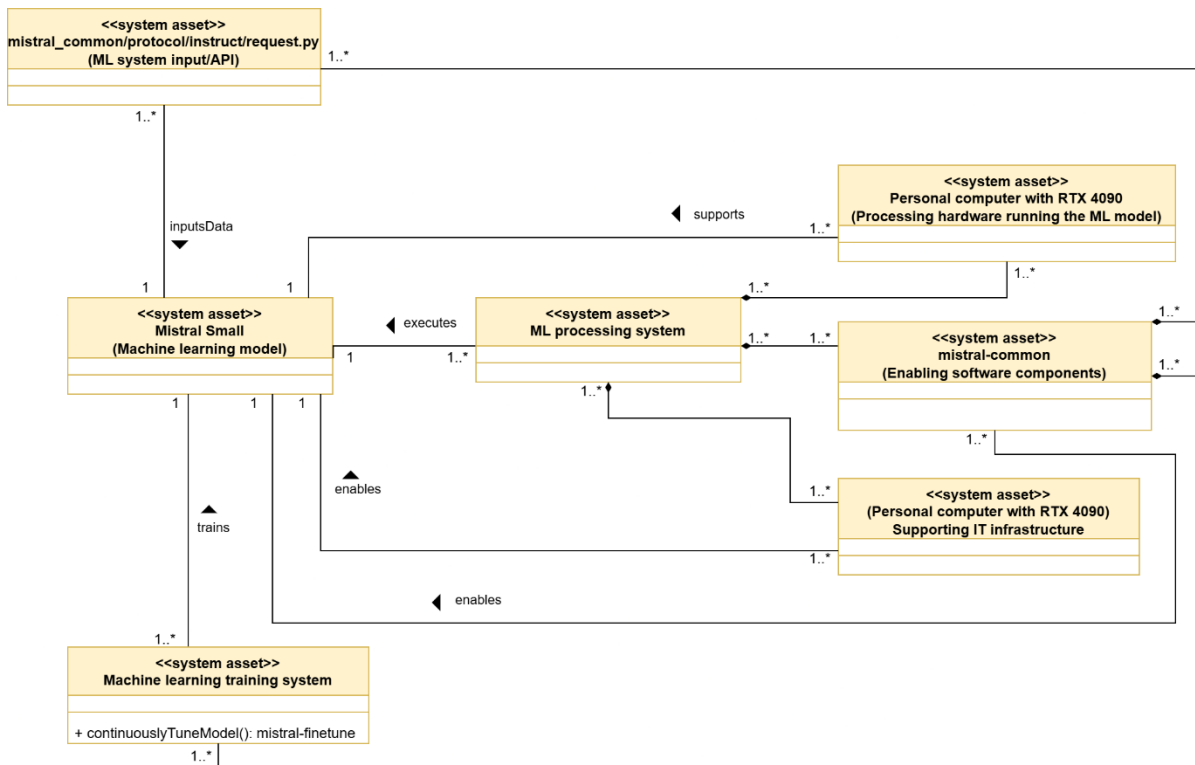 <<system asset>>
mistral_common/protocol/instruct/request.py
(ML system input/API)
1..*
1..*
inputsData
1
<<system asset>>
Personal computer with RTX 4090
(Processing hardware running the ML model)
supports
1..*
1..*
1
<<system asset>>
Mistral Small
(Machine learning model)
executes
1
1..*
<<system asset>>
ML processing system
1..*
1..*
1..*
1..*
<<system asset>>
mistral-common
(Enabling software components)
1..*
1..*
1..*
1
1
1
enables
1..*
<<system asset>>
(Personal computer with RTX 4090)
Supporting IT infrastructure
1..*
trains
enables
1..*
<<system asset>>
Machine learning training system
+ continuouslyTuneModel(): mistral-finetune
1..*